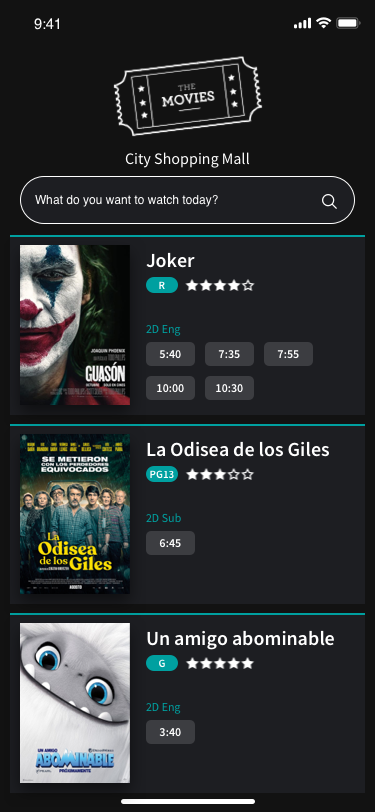 9:41
THE
MOVIES
City Shopping Mall
What do you want to watch today?
Joker
R
2D Eng
5:40 7:35 7:55
10:00 10:30
JOAQUIN PHOENIX
GUASÓN
La Odisea de los Giles
PG13
2D Sub
6:45
SE METIERON
CON LOS PERDEDORES
EQUIVOCADOS
La
Odisea
de los Giles
AGOSTO
Un amigo abominable
G
2D Eng
3:40
UN AMIGO
ABOMINABLE
PRÓXIMAMENTE